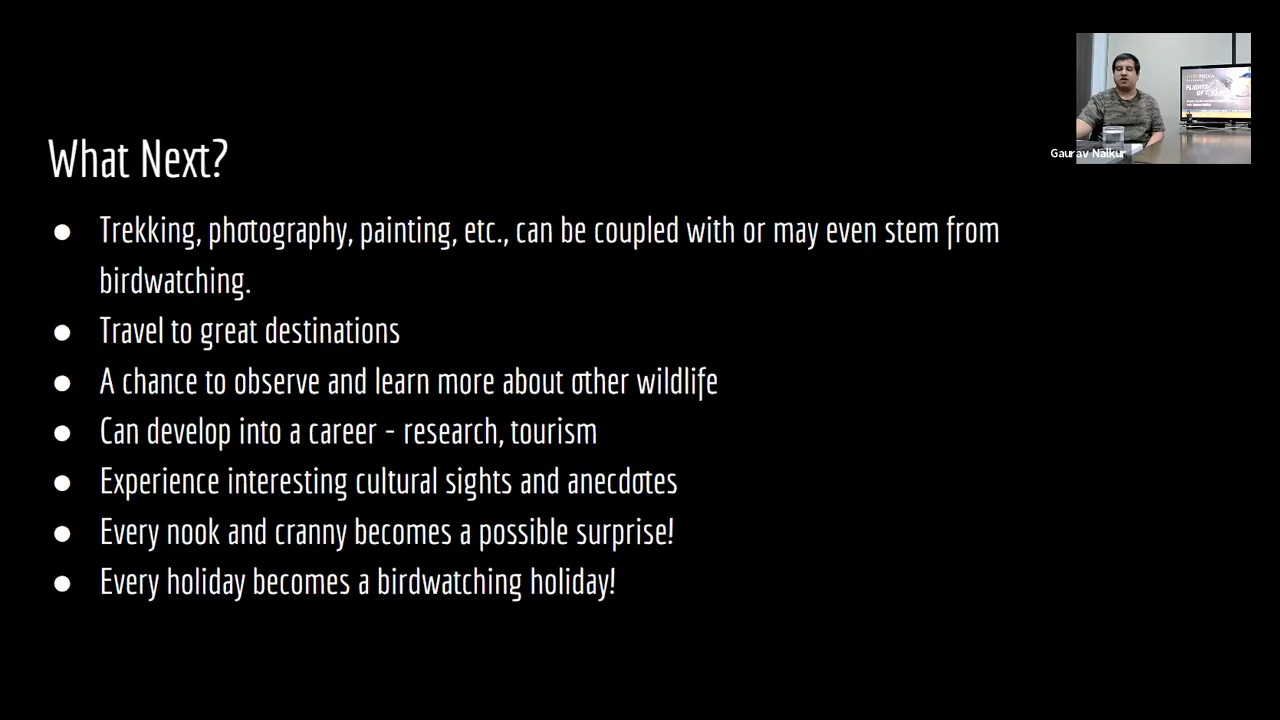 What Next?
● Trekking, photography, painting, etc., can be coupled with or may even stem from
birdwatching.
● Travel to great destinations
● A chance to observe and learn more about other wildlife
● Can develop into a career - research, tourism
● Experience interesting cultural sights and anecdotes
● Every nook and cranny becomes a possible surprise!
● Every holiday becomes a birdwatching holiday!
Gaurav Nalkur
FLIGHTS